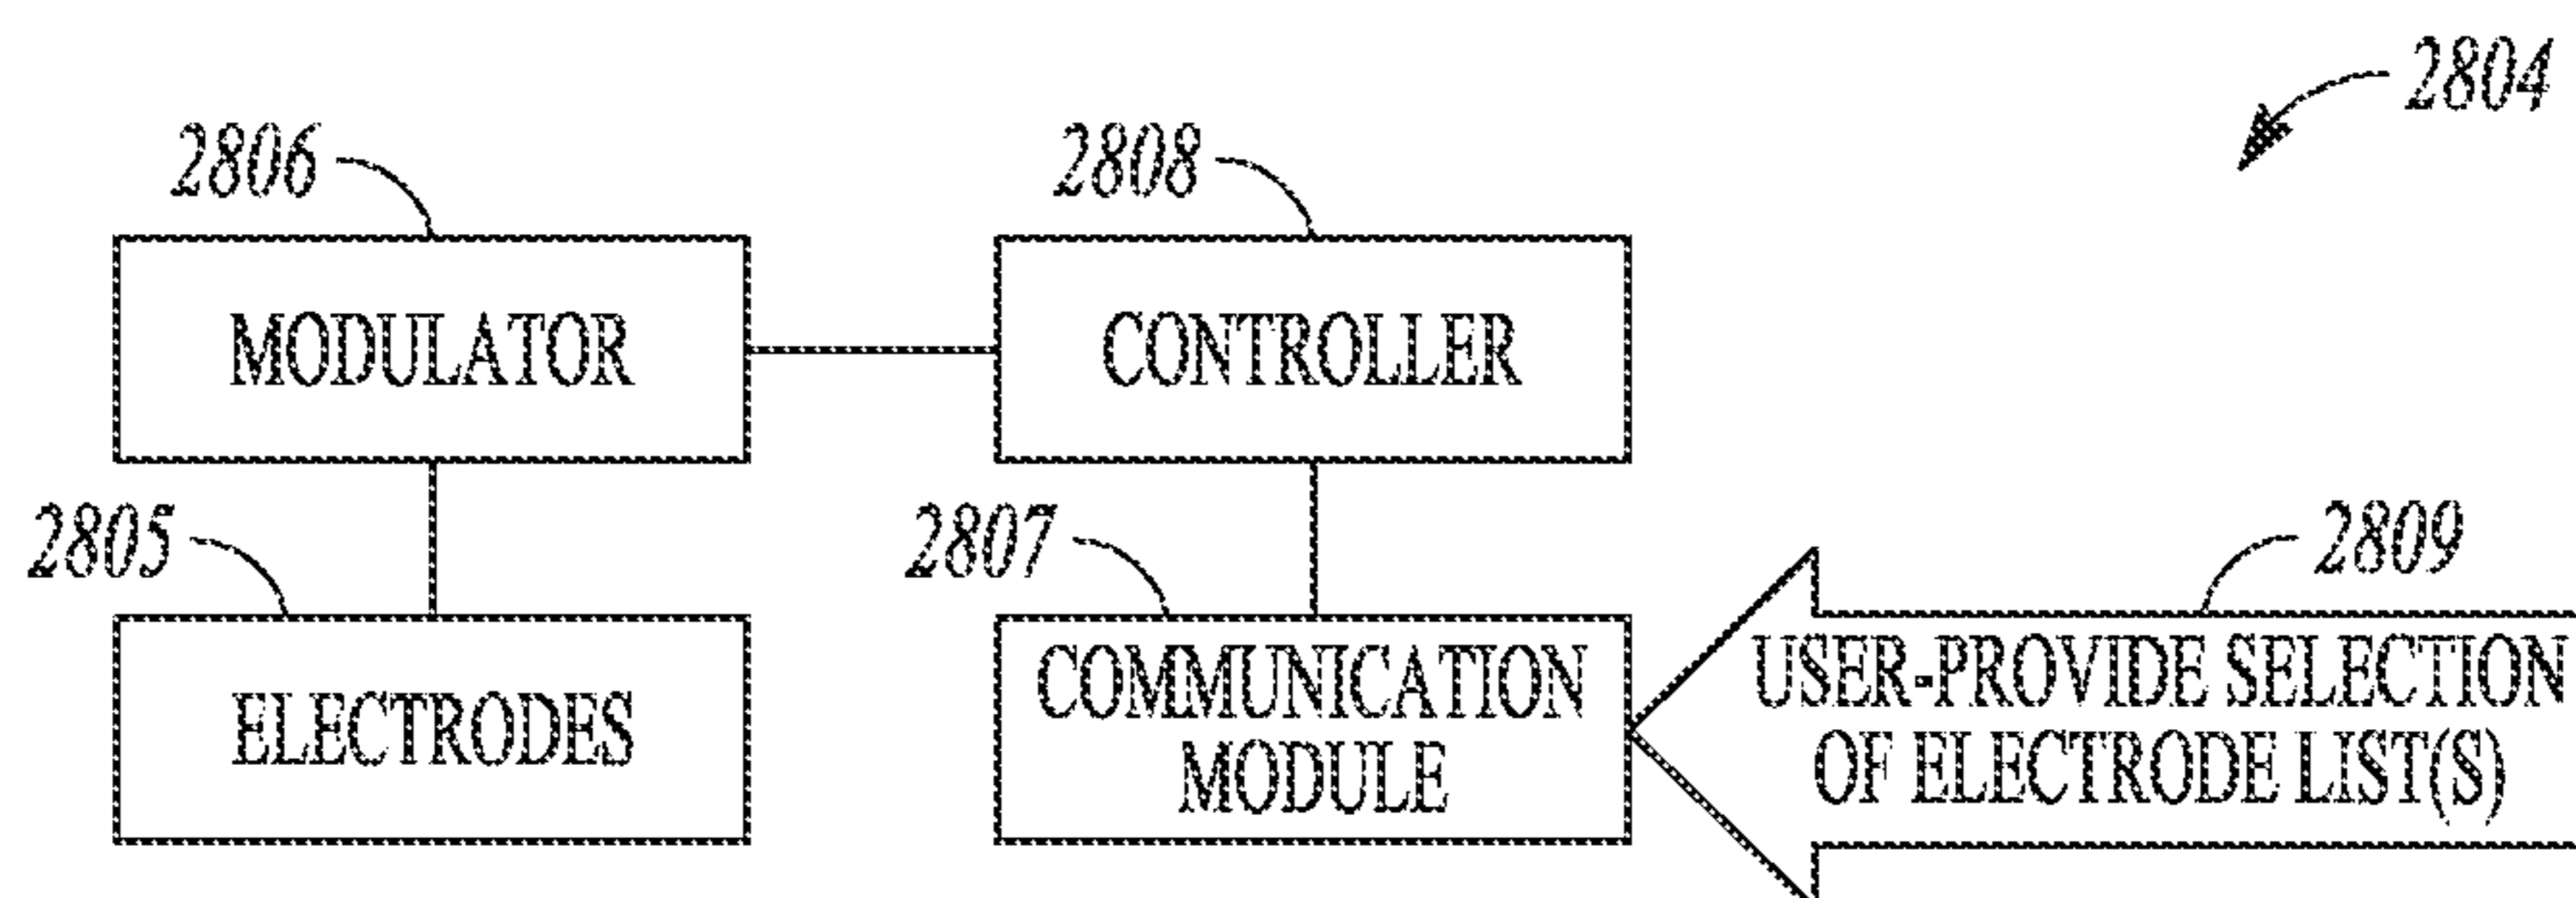 2804
2806
2808
MODULATOR
CONTROLLER
2805
2807
2809
ELECTRODES
COMMUNICATION
MODULE
USER-PROVIDE SELECTION
OF ELECTRODE LIST(S)